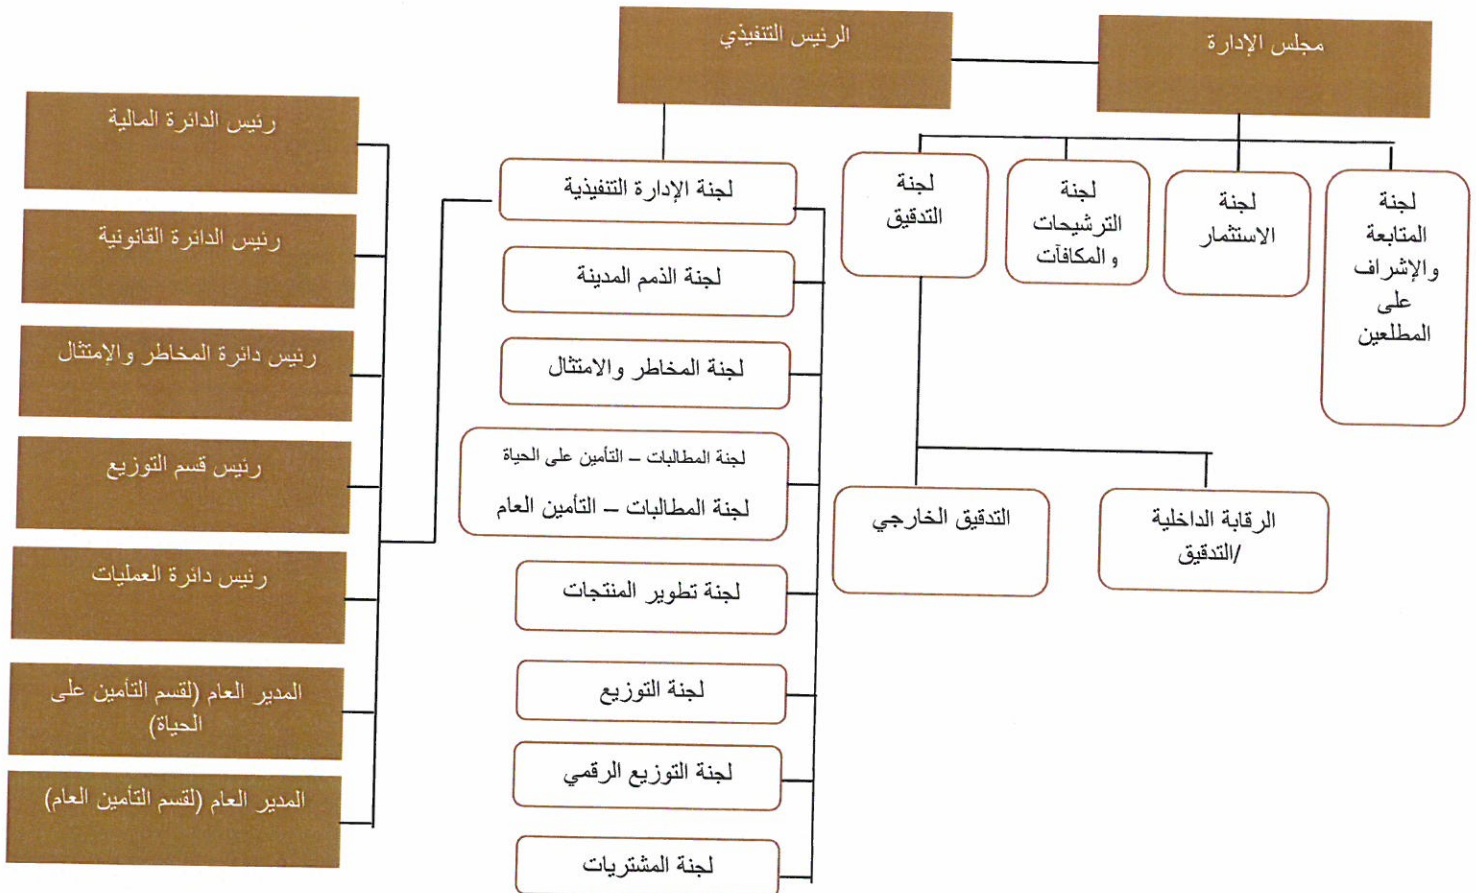 مجلس الإدارة
الرئيس التنفيذي
لجنة
المتابعة
والإشراف
على
المطلعين
لجنة
الاستثمار
لجنة
الترشيحات
والمكافآت
لجنة
التدقيق
الرقابة الداخلية
/التدقيق
التدقيق الخارجي
لجنة الإدارة التنفيذية
لجنة الذمم المدينة
لجنة المخاطر والامتثال
لجنة المطالبات – التأمين على الحياة
لجنة المطالبات – التأمين العام
لجنة تطوير المنتجات
لجنة التوزيع
لجنة التوزيع الرقمي
لجنة المشتريات
رئيس الدائرة المالية
رئيس الدائرة القانونية
رئيس دائرة المخاطر والإمتثال
رئيس قسم التوزيع
رئيس دائرة العمليات
المدير العام (لقسم التأمين على
الحياة)
المدير العام (لقسم التأمين العام)